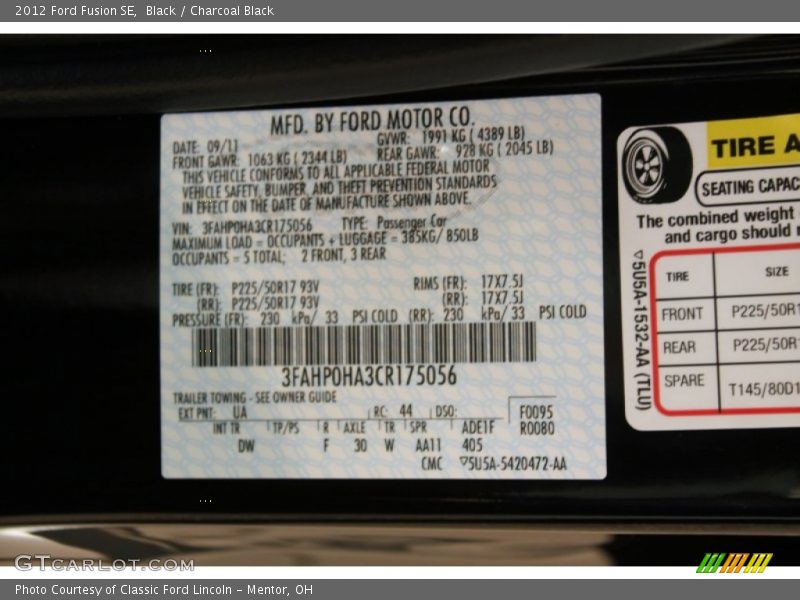 2012 Ford Fusion SE, Black / Charcoal Black
MFD. BY FORD MOTOR CO.
DATE: 09/11 GVWR: 1991 KG ( 4389 LB)
FRONT GAWR: 1063 KG ( 2344 LB) REAR GAWR: 928 KG ( 2045 LB)
THIS VEHICLE CONFORMS TO ALL APPLICABLE FEDERAL MOTOR
VEHICLE SAFETY, BUMPER, AND THEFT PREVENTION STANDARDS
IN EFFECT ON THE DATE OF MANUFACTURE SHOWN ABOVE.
VIN: 3FAHP0HA3CR175056 TYPE: Passenger Car
MAXIMUM LOAD = OCCUPANTS + LUGGAGE = 385KG/ 850LB
OCCUPANTS = 5 TOTAL; 2 FRONT, 3 REAR
TIRE (FR): P225/50R17 93V RIMS (FR): 17X7.5J
(RR): P225/50R17 93V (RR): 17X7.5J
PRESSURE (FR): 230 kPa/ 33 PSI COLD (RR): 230 kPa/ 33 PSI COLD
3FAHP0HA3CR175056
TRAILER TOWING - SEE OWNER GUIDE
EXT PNT: UA RC: 44 DSO: F0095
INT TR TP/PS R AXLE TR SPR ADE1F R0080
DW F 30 W AA11 405
CMC ▽5U5A-5420472-AA
TIRE A
SEATING CAPAC
The combined weight
and cargo should
▽5U5A-1532-AA (TLU)
TIRE SIZE
FRONT P225/50R1
REAR P225/50R
SPARE T145/80D1
GTCARLOT.COM
Photo Courtesy of Classic Ford Lincoln - Mentor, OH